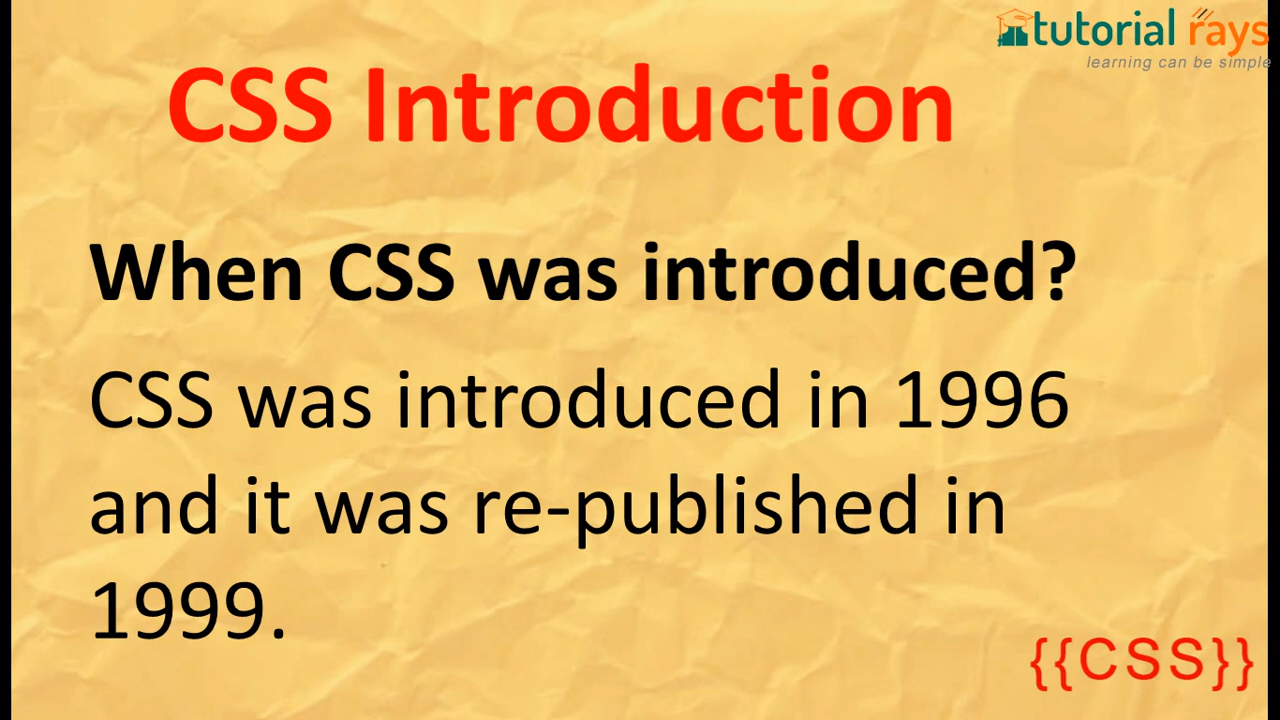 tutorial rays
learning can be simple
CSS Introduction
When CSS was introduced?
CSS was introduced in 1996
and it was re-published in
1999.
{{CSS}}